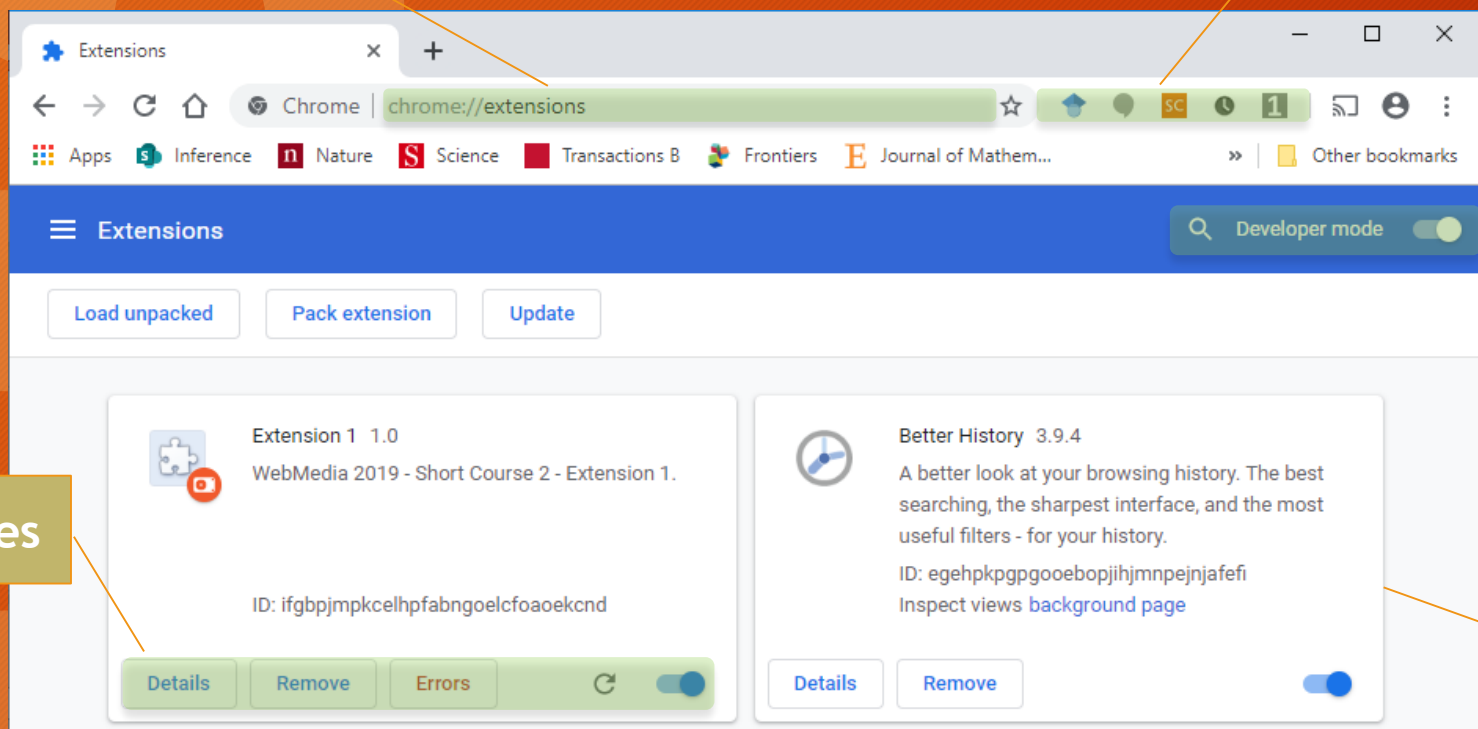 Extensions
Chrome | chrome://extensions SC 1
Apps S Inference n Nature S Science Transactions B Frontiers E Journal of Mathem... » Other bookmarks
Extensions Developer mode
Load unpacked Pack extension Update
Extension 1 1.0
WebMedia 2019 - Short Course 2 - Extension 1.
ID: ifgbpjmpkcelhpfabngoelcfoaoekcnd
Details Remove Errors
Better History 3.9.4
A better look at your browsing history. The best
searching, the sharpest interface, and the most
useful filters - for your history.
ID: egehpkpgpgooebopjihjmnpejnjafefi
Inspect views background page
Details Remove
es